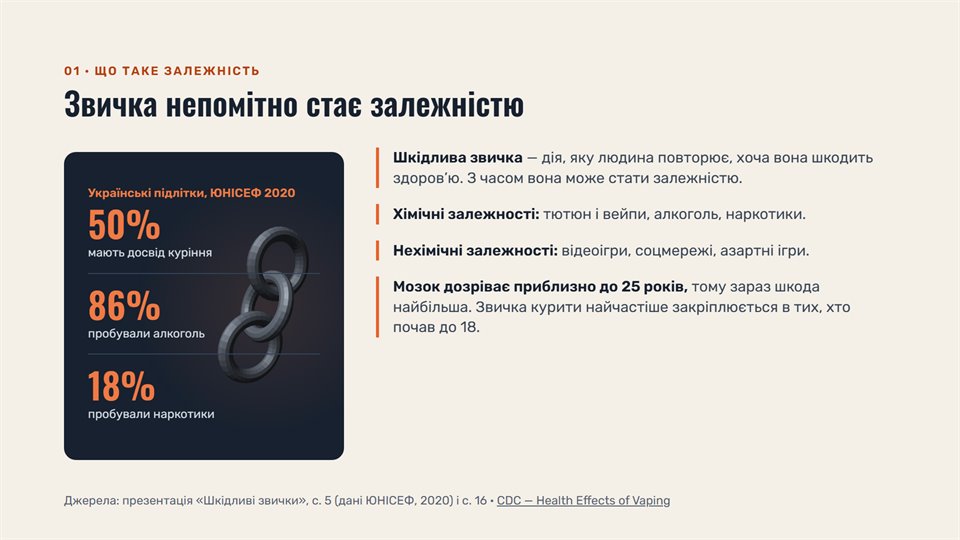 01 • ЩО ТАКЕ ЗАЛЕЖНІСТЬ
Звичка непомітно стає залежністю
Українські підлітки, ЮНІСЕФ 2020
50%
мають досвід куріння
86%
пробували алкоголь
18%
пробували наркотики
Шкідлива звичка — дія, яку людина повторює, хоча вона шкодить
здоров’ю. З часом вона може стати залежністю.
Хімічні залежності: тютюн і вейпи, алкоголь, наркотики.
Нехімічні залежності: відеоігри, соцмережі, азартні ігри.
Мозок дозріває приблизно до 25 років, тому зараз шкода
найбільша. Звичка курити найчастіше закріплюється в тих, хто
почав до 18.
Джерела: презентація «Шкідливі звички», с. 5 (дані ЮНІСЕФ, 2020) і с. 16 • CDC — Health Effects of Vaping